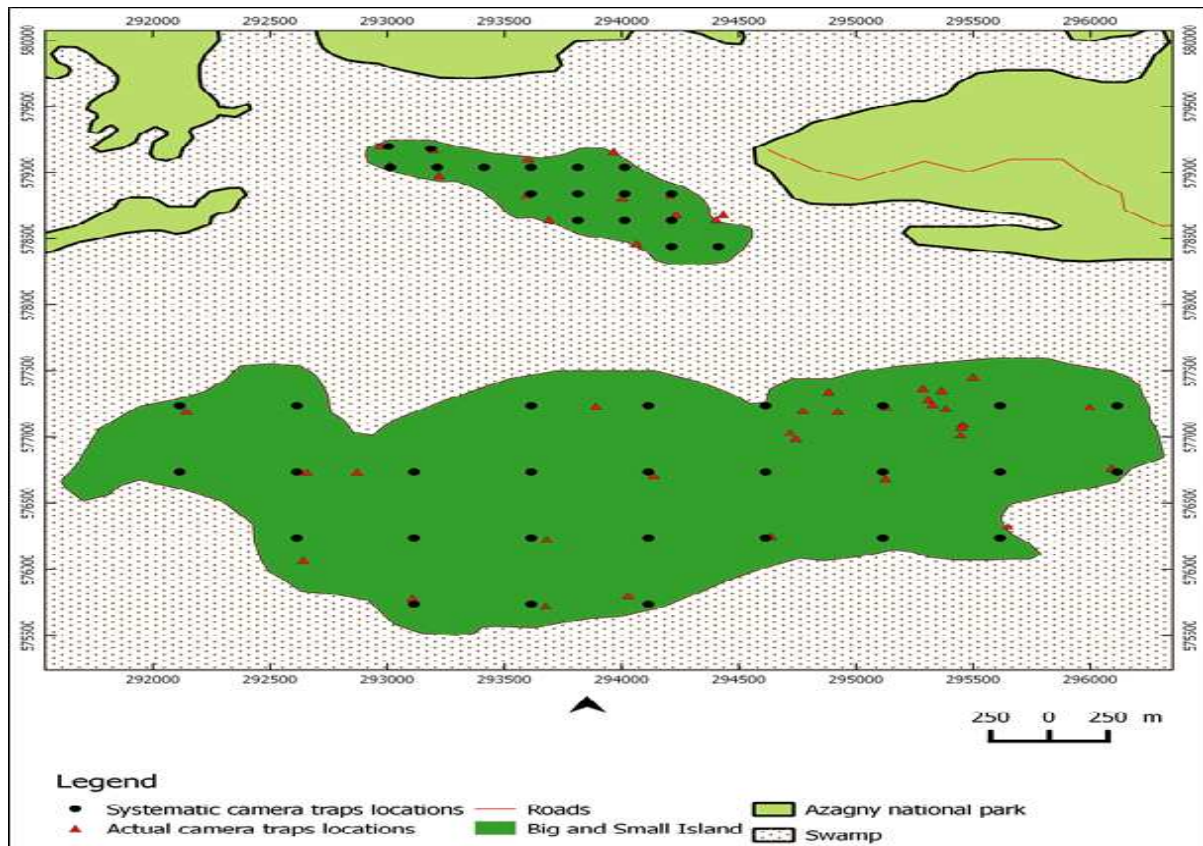 292000 292500 293000 293500 294000 294500 295000 295500 296000
580000 580000
579500 579500
579000 579000
578500 578500
578000 578000
577500 577500
577000 577000
576500 576500
576000 576000
575500 575500
292000 292500 293000 293500 294000 294500 295000 295500 296000
250 0 250 m
Legend
Systematic camera traps locations
Actual camera traps locations
Roads
Big and Small Island
Azagny national park
Swamp